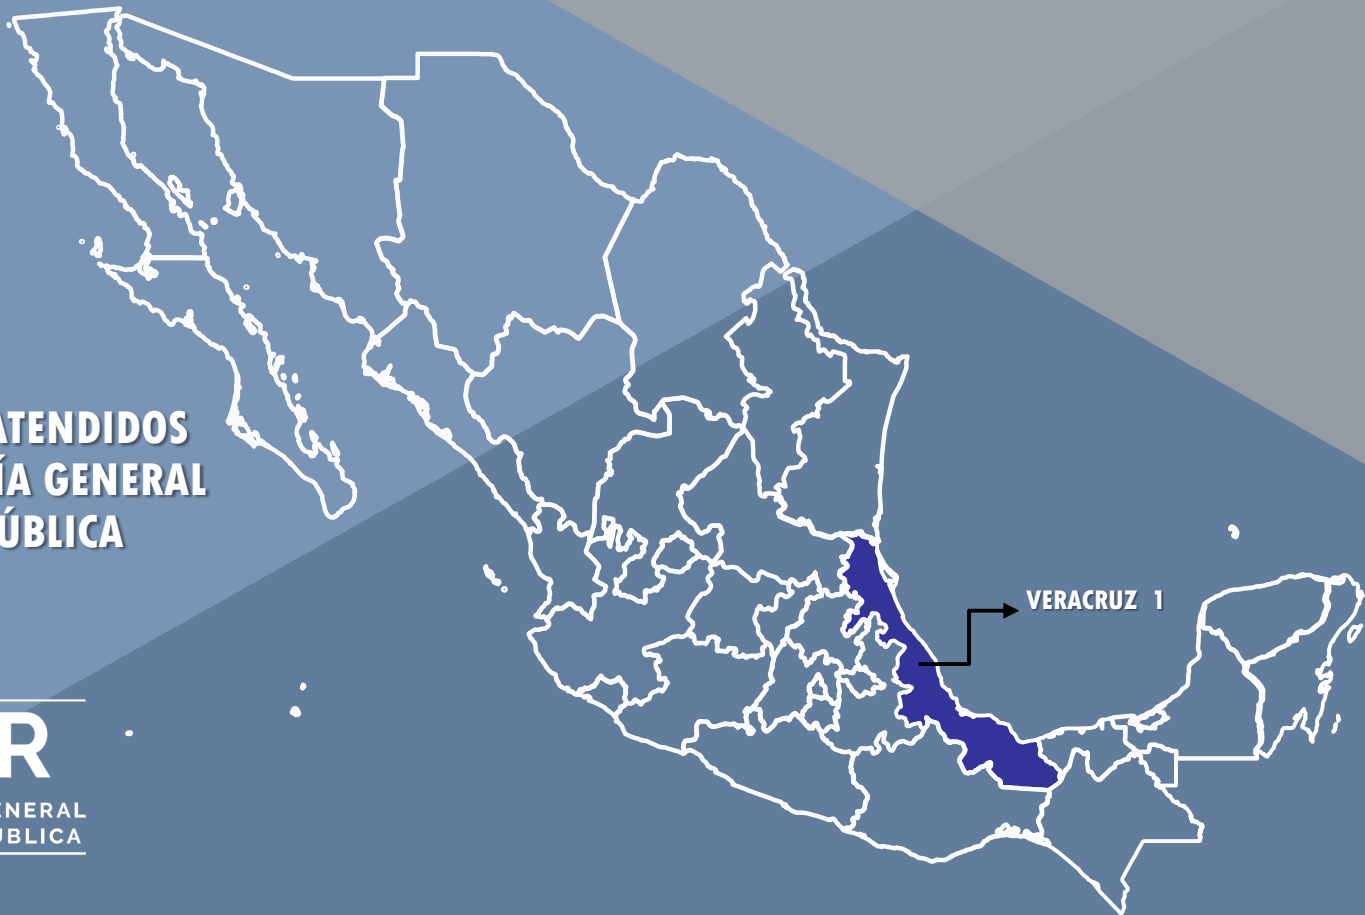 ATENDIDOS
ÍA GENERAL
ÚBLICA
VERACRUZ 1
R
ENERAL
ÚBLICA